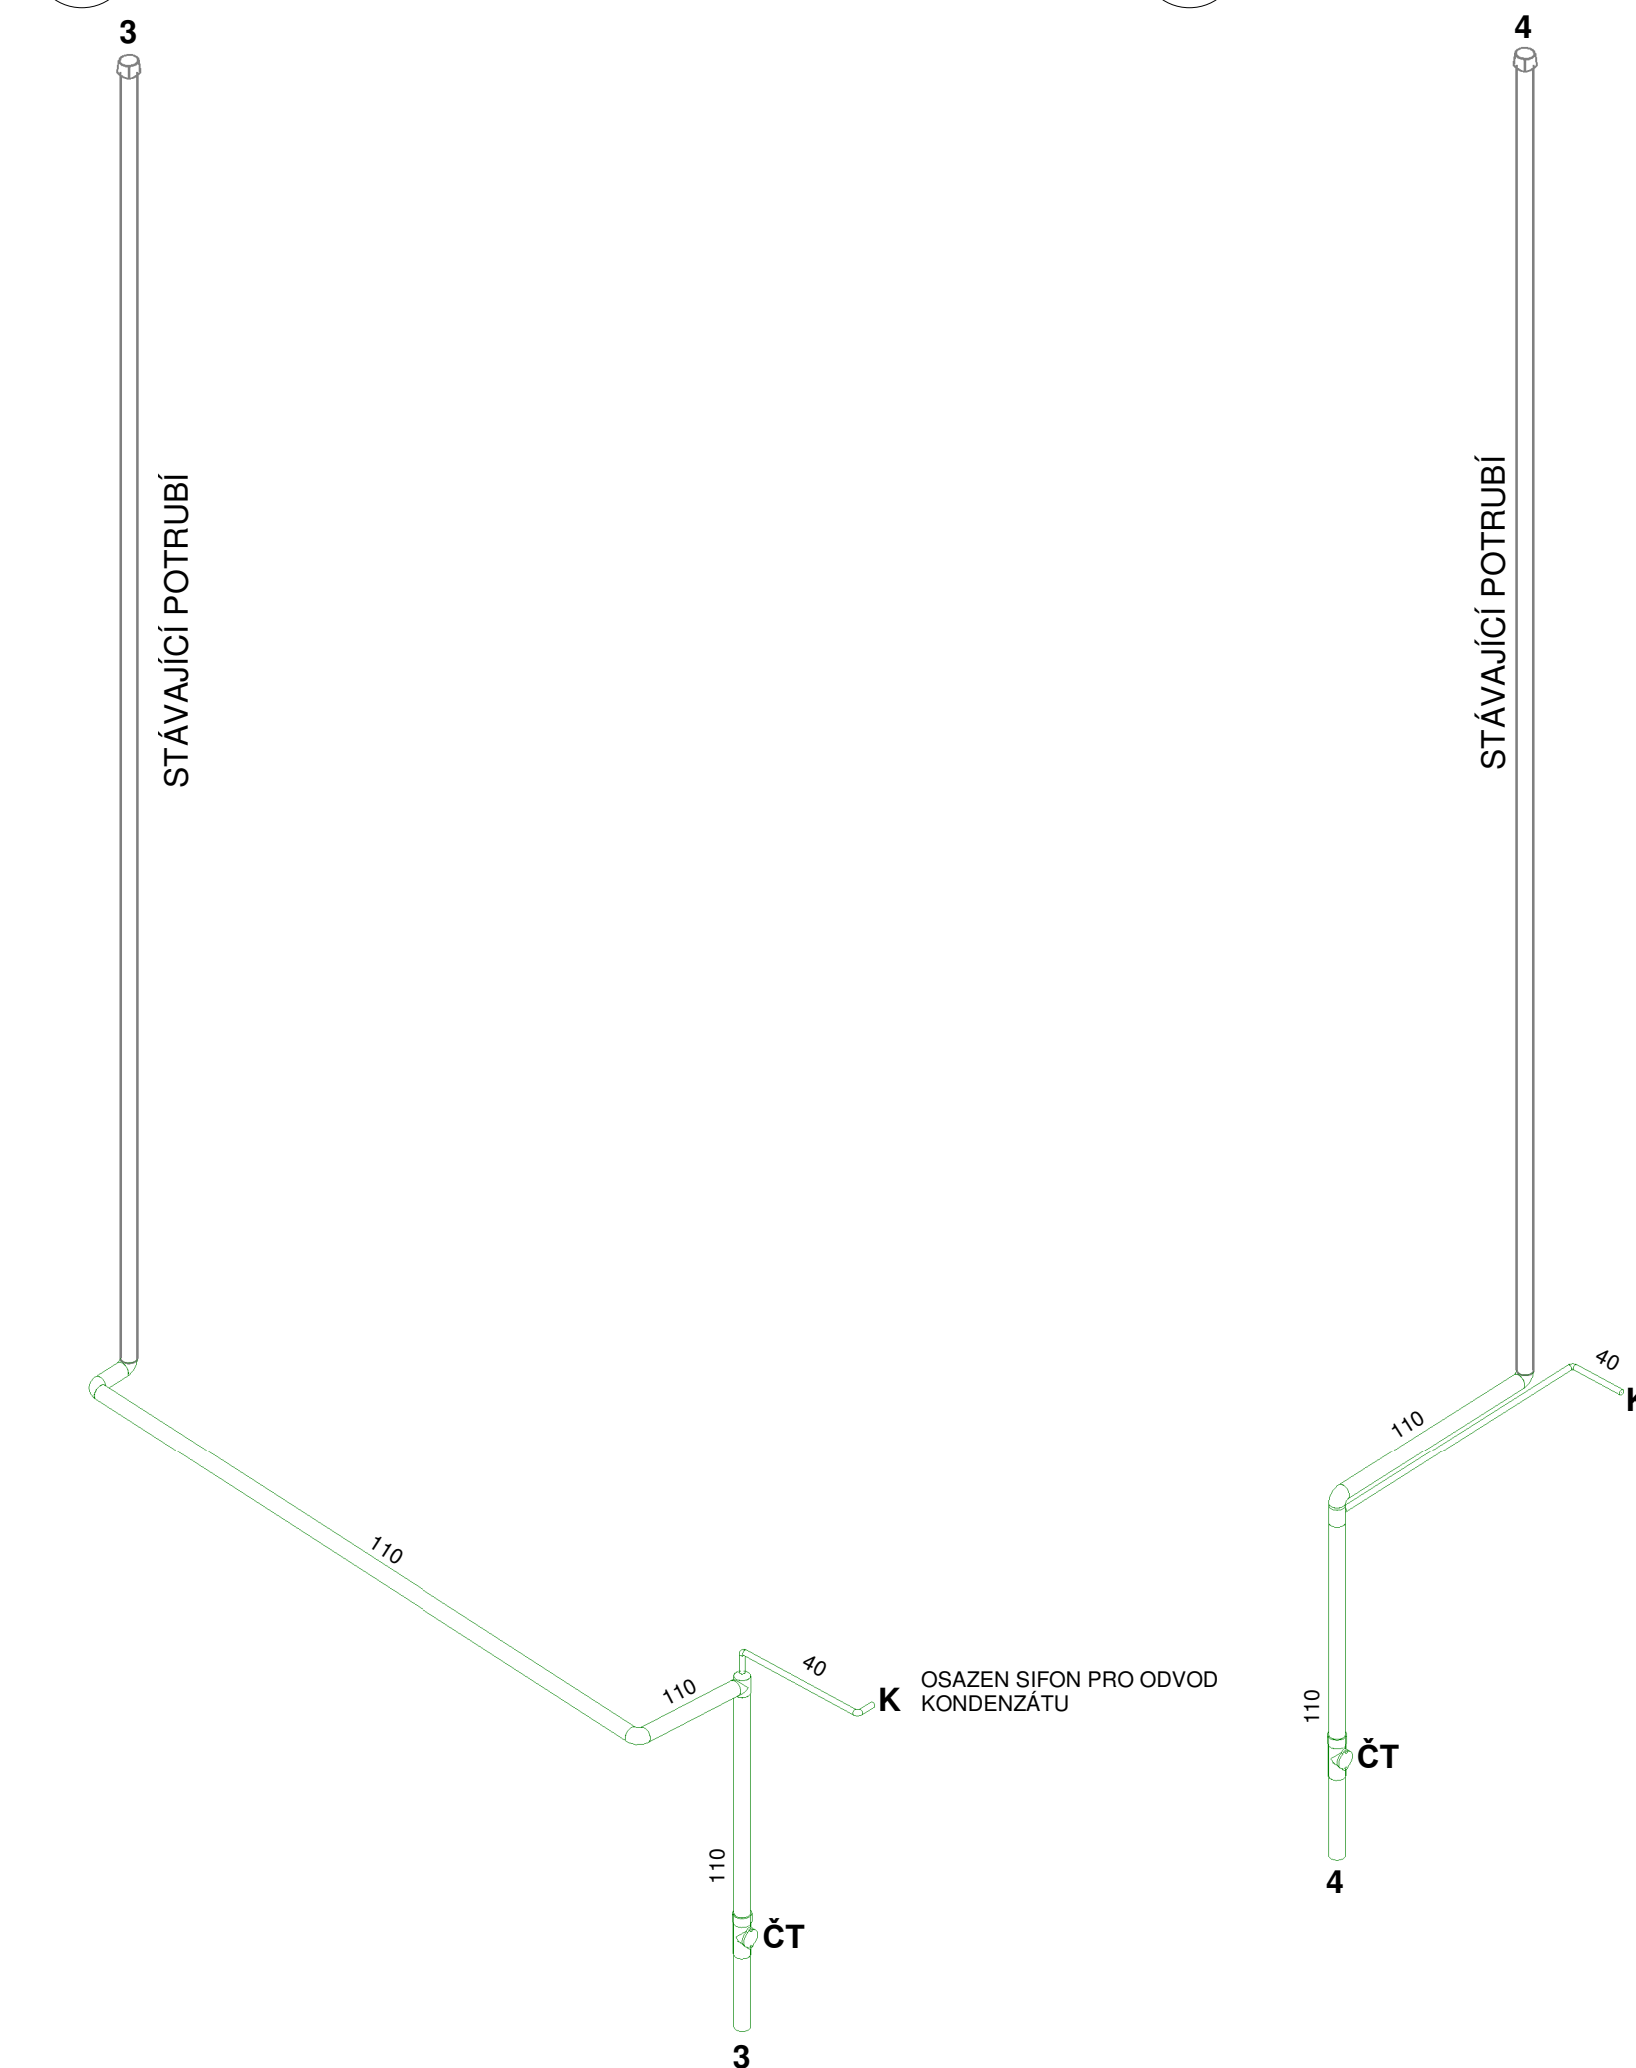 3
4
STÁVAJÍCÍ POTRUBÍ
STÁVAJÍCÍ POTRUBÍ
40
K
110
110
40
110
K
OSAZEN SIFON PRO ODVOD
KONDENZÁTU
110
ČT
110
4
ČT
3